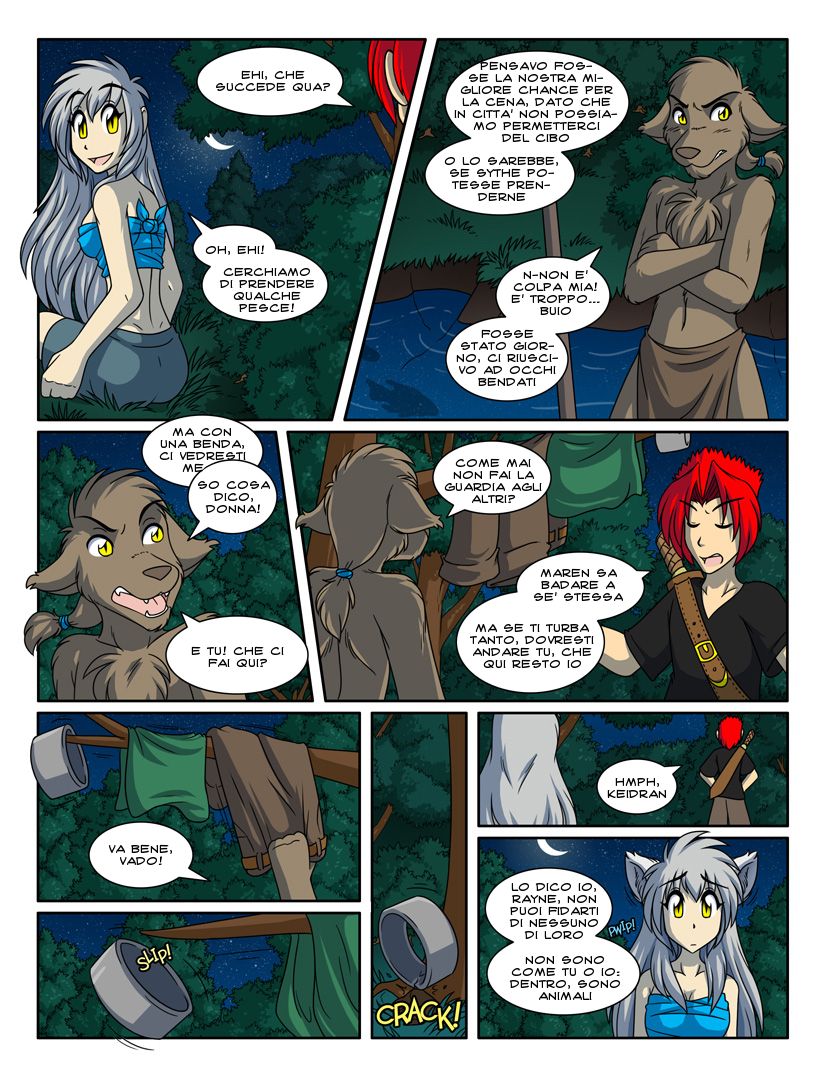 EHI, CHE
SUCCEDE QUA?
OH, EHI!
CERCHIAMO
DI PRENDERE
QUALCHE
PESCE!
PENSAVO FOS-
SE LA NOSTRA MI-
GLIORE CHANCE PER
LA CENA, DATO CHE
IN CITTA' NON POSSIA-
MO PERMETTERCI
DEL CIBO
O LO SAREBBE,
SE SYTHE PO-
TESSE PREN-
DERNE
N-NON E'
COLPA MIA!
E' TROPPO...
BUIO
FOSSE
STATO GIOR-
NO, CI RIUSCI-
VO AD OCCHI
BENDATI
MA CON
UNA BENDA,
CI VEDRESTI
ME
SO COSA
DICO,
DONNA!
E TU! CHE CI
FAI QUI?
COME MAI
NON FAI LA
GUARDIA AGLI
ALTRI?
MAREN SA
BADARE A
SE' STESSA
MA SE TI TURBA
TANTO, DOVRESTI
ANDARE TU, CHE
QUI RESTO IO
VA BENE,
VADO!
SLIP!
CRACK!
HMPH,
KEIDRAN
LO DICO IO,
RAYNE, NON
PUOI FIDARTI
DI NESSUNO
DI LORO
PWIP!
NON SONO
COME TU O IO:
DENTRO, SONO
ANIMALI